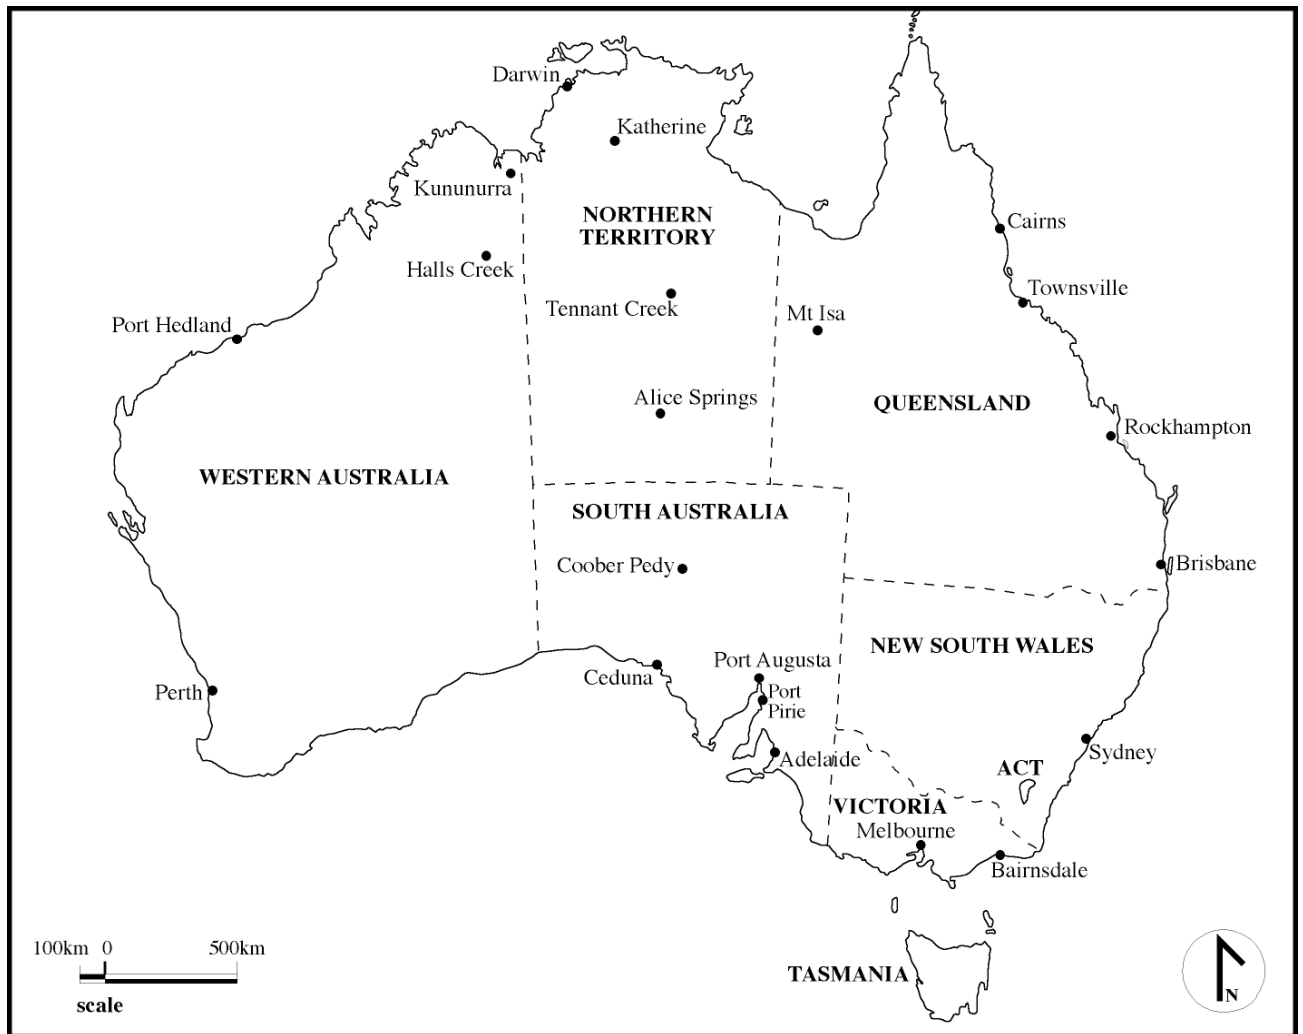 Darwin
Katherine
Kununurra
NORTHERN
TERRITORY
Cairns
Halls Creek
Tennant Creek
Townsville
Mt Isa
Port Hedland
Alice Springs
QUEENSLAND
Rockhampton
WESTERN AUSTRALIA
SOUTH AUSTRALIA
Coober Pedy
Brisbane
NEW SOUTH WALES
Port Augusta
Ceduna
Perth
Port
Pirie
Sydney
Adelaide
ACT
VICTORIA
Melbourne
Bairnsdale
100km 0 500km
TASMANIA
N
scale